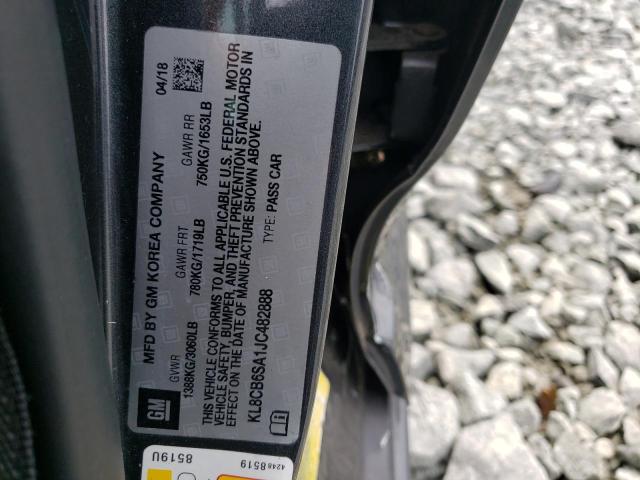 MFD BY GM KOREA COMPANY 04/18
GVWR GAWR FRT GAWR RR
1388KG/3060LB 780KG/1719LB 750KG/1653LB
THIS VEHICLE CONFORMS TO ALL APPLICABLE U.S. FEDERAL MOTOR
VEHICLE SAFETY, BUMPER, AND THEFT PREVENTION STANDARDS IN
EFFECT ON THE DATE OF MANUFACTURE SHOWN ABOVE.
KL8CB6SA1JC482888 TYPE: PASS CAR
GM
8519U
42488519